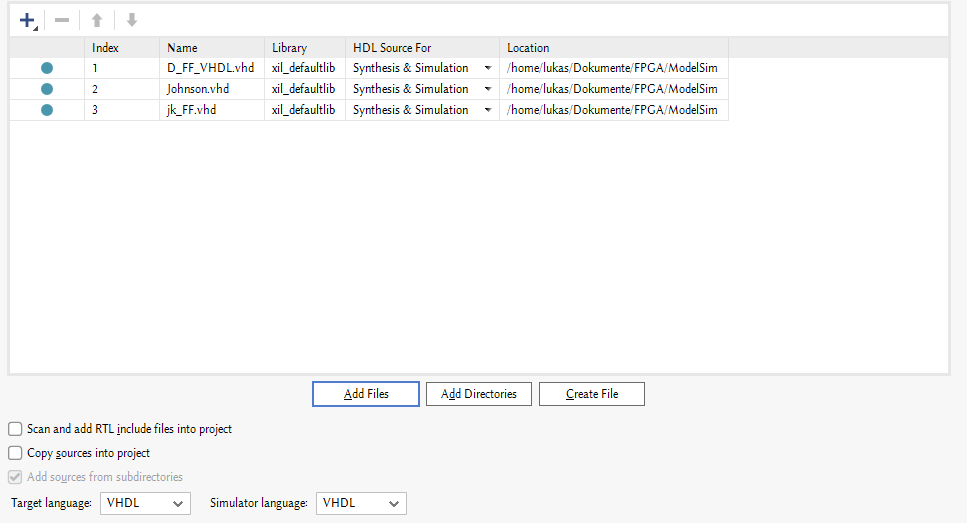 Index Name Library HDL Source For Location
1 D_FF_VHDL.vhd xil_defaultlib Synthesis & Simulation /home/lukas/Dokumente/FPGA/ModelSim
2 Johnson.vhd xil_defaultlib Synthesis & Simulation /home/lukas/Dokumente/FPGA/ModelSim
3 jk_FF.vhd xil_defaultlib Synthesis & Simulation /home/lukas/Dokumente/FPGA/ModelSim
Add Files Add Directories Create File
Scan and add RTL include files into project
Copy sources into project
Add sources from subdirectories
Target language: VHDL Simulator language: VHDL